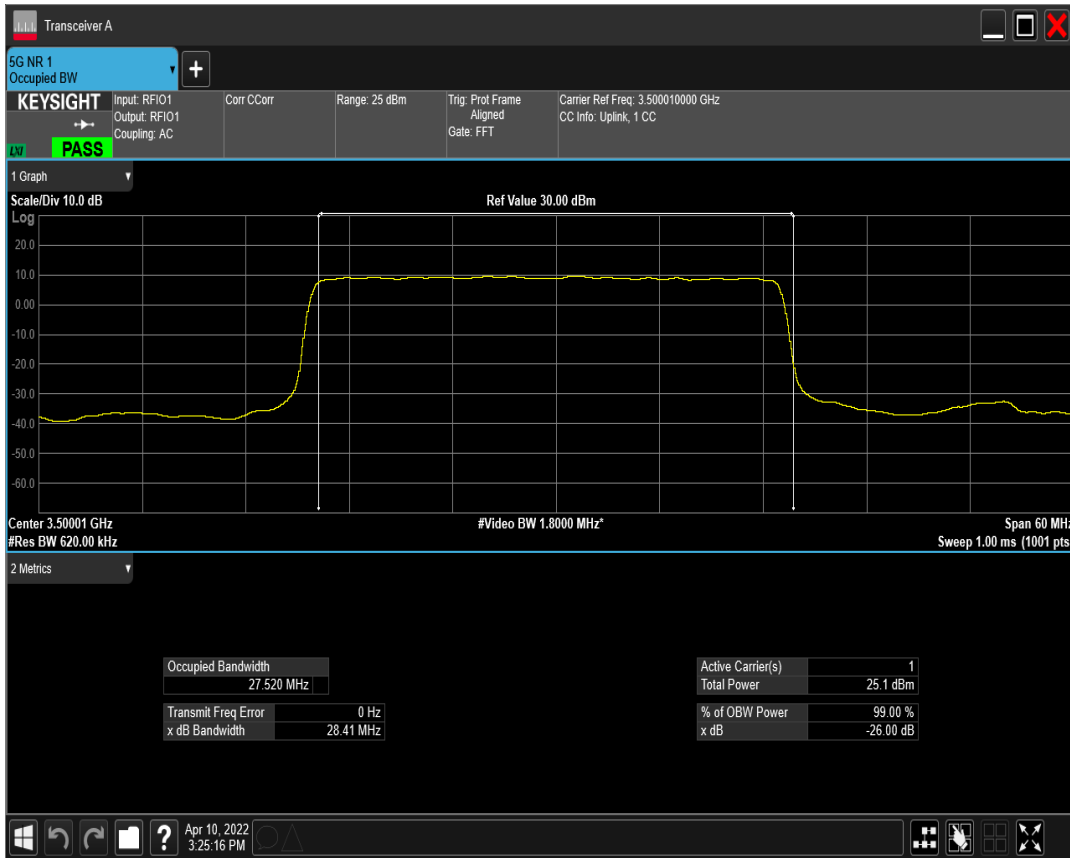 Transceiver A
5G NR 1
Occupied BW
+
KEYSIGHT
LXI
PASS
Input: RFIO1
Output: RFIO1
Coupling: AC
Corr CCorr
Range: 25 dBm
Trig: Prot Frame
Aligned
Gate: FFT
Carrier Ref Freq: 3.500010000 GHz
CC Info: Uplink, 1 CC
1 Graph
Scale/Div 10.0 dB
Ref Value 30.00 dBm
Log
20.0
10.0
0.00
-10.0
-20.0
-30.0
-40.0
-50.0
-60.0
Center 3.50001 GHz
#Video BW 1.8000 MHz*
Span 60 MHz
#Res BW 620.00 kHz
Sweep 1.00 ms (1001 pts
2 Metrics
Occupied Bandwidth
27.520 MHz
Transmit Freq Error 0 Hz
x dB Bandwidth 28.41 MHz
Active Carrier(s) 1
Total Power 25.1 dBm
% of OBW Power 99.00 %
x dB -26.00 dB
?
Apr 10, 2022
3:25:16 PM